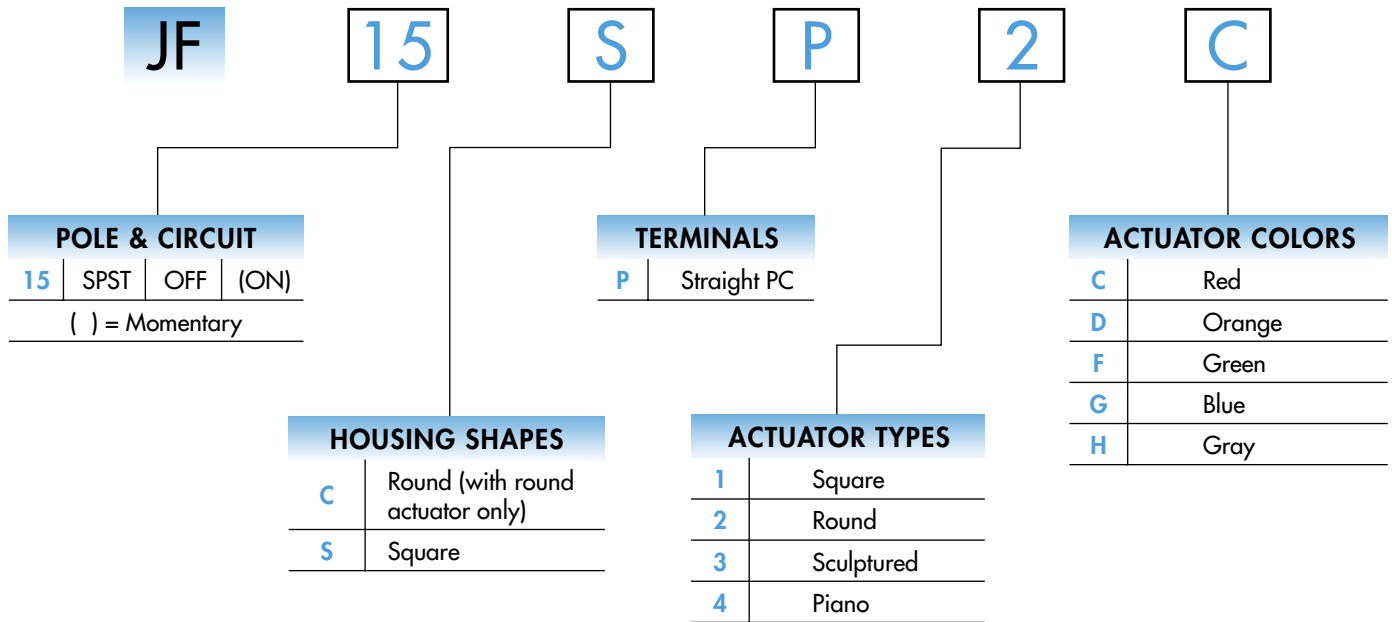 JF 15 S P 2 C
POLE & CIRCUIT
15 SPST OFF (ON)
( ) = Momentary
HOUSING SHAPES
C Round (with round
actuator only)
S Square
TERMINALS
P Straight PC
ACTUATOR TYPES
1 Square
2 Round
3 Sculptured
4 Piano
ACTUATOR COLORS
C Red
D Orange
F Green
G Blue
H Gray